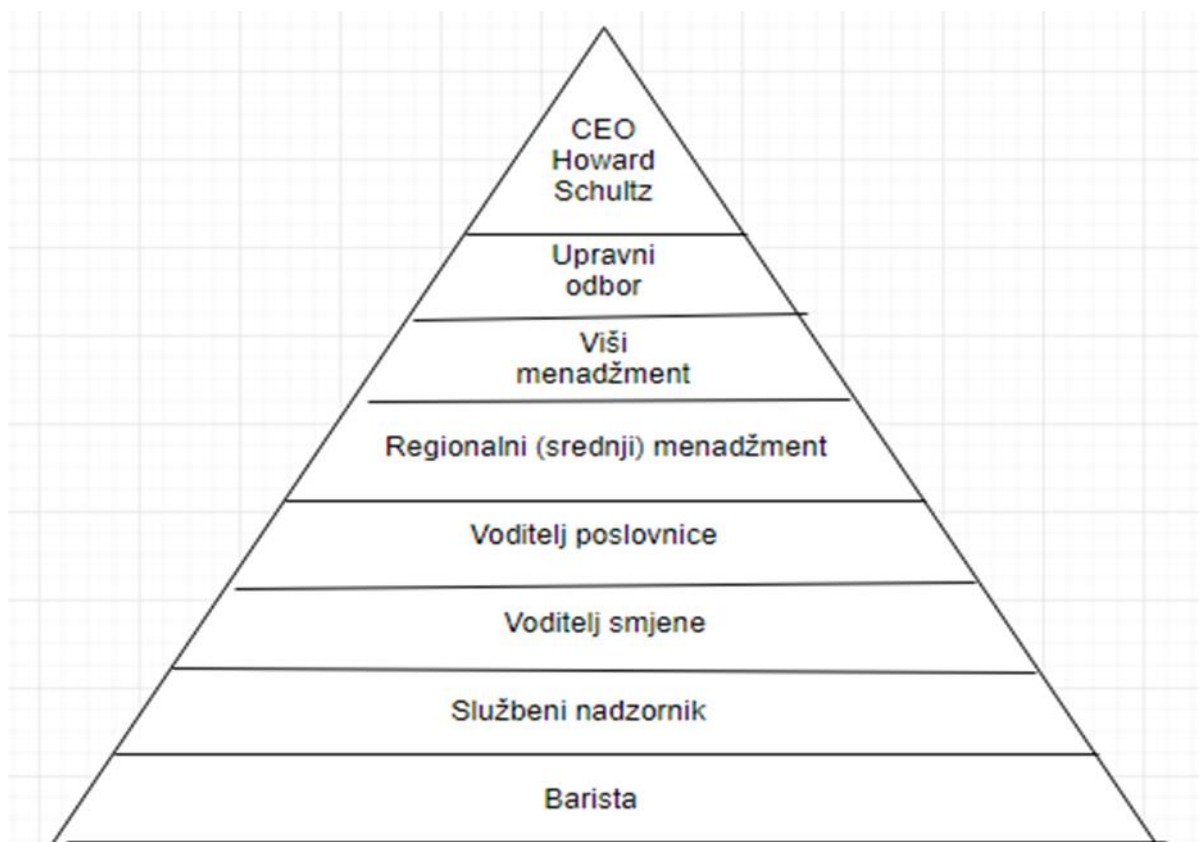 CEO
Howard
Schultz
Upravni
odbor
Viši
menadžment
Regionalni (srednji) menadžment
Voditelj poslovnice
Voditelj smjene
Službeni nadzornik
Barista